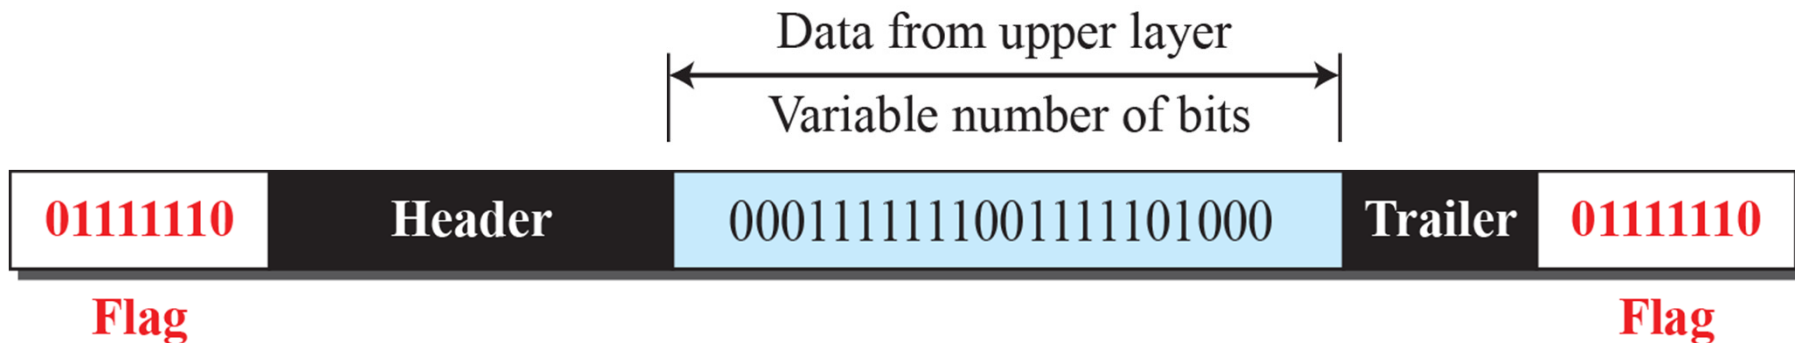 Data from upper layer
Variable number of bits
01111110 Header 0001111111001111101000 Trailer 01111110
Flag Flag